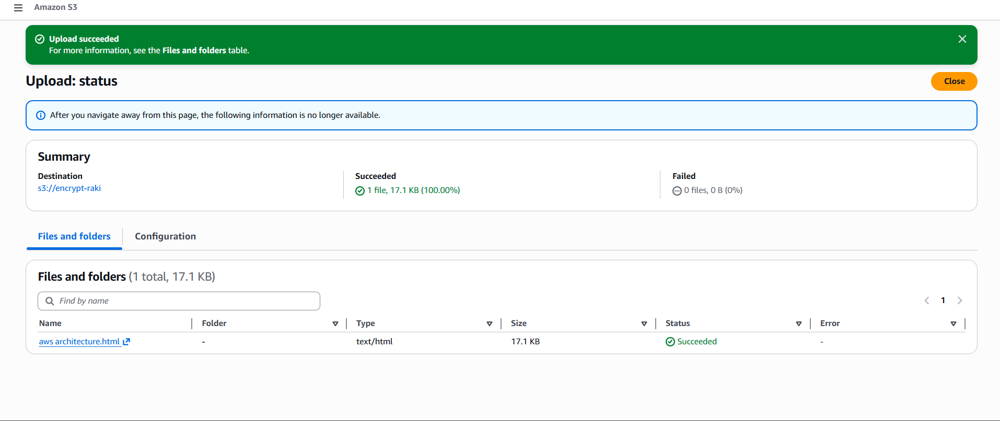 Amazon S3
Upload succeeded
For more information, see the Files and folders table.
Upload: status
Close
After you navigate away from this page, the following information is no longer available.
Summary
Destination
s3://encrypt-raki
Succeeded
1 file, 17.1 KB (100.00%)
Failed
0 files, 0 B (0%)
Files and folders
Configuration
Files and folders (1 total, 17.1 KB)
Find by name
1
Name Folder Type Size Status Error
aws architecture.html - text/html 17.1 KB Succeeded -